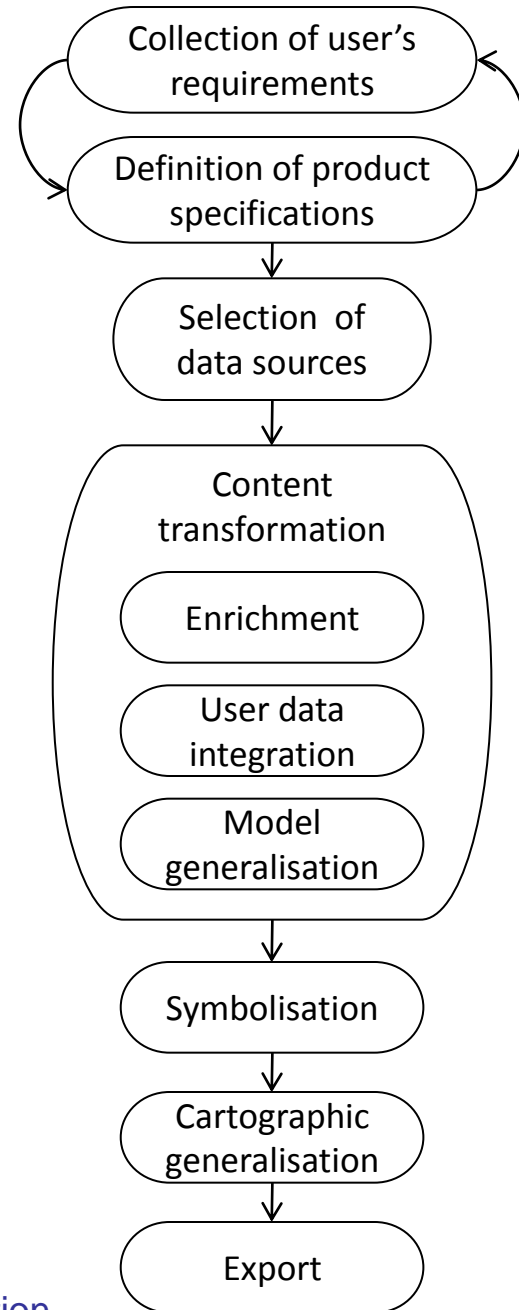 Collection of user's
requirements
Definition of product
specifications
Selection of
data sources
Content
transformation
Enrichment
User data
integration
Model
generalisation
Symbolisation
Cartographic
generalisation
Export